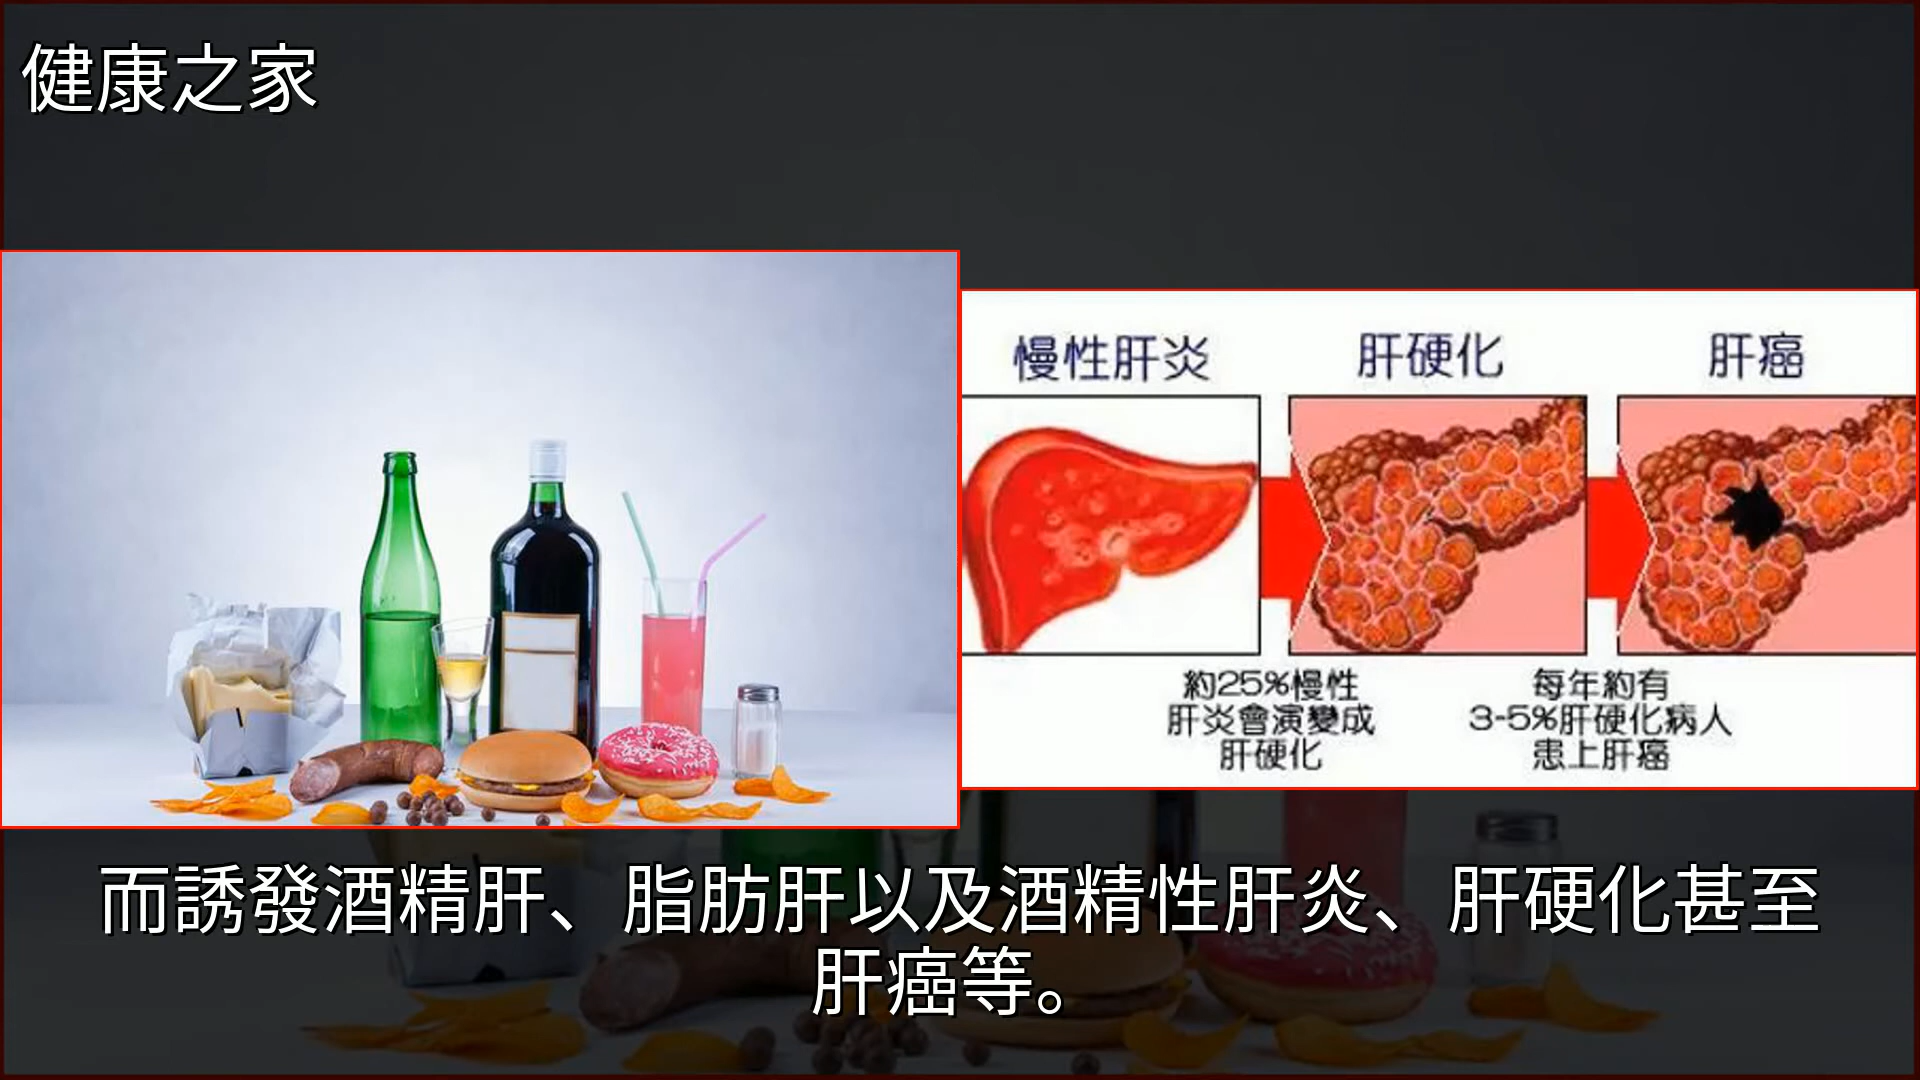 健康之家
慢性肝炎
肝硬化
肝癌
約25%慢性
肝炎會演變成
肝硬化
每年約有
3-5%肝硬化病人
患上肝癌
而誘發酒精肝、脂肪肝以及酒精性肝炎、肝硬化甚至
肝癌等。